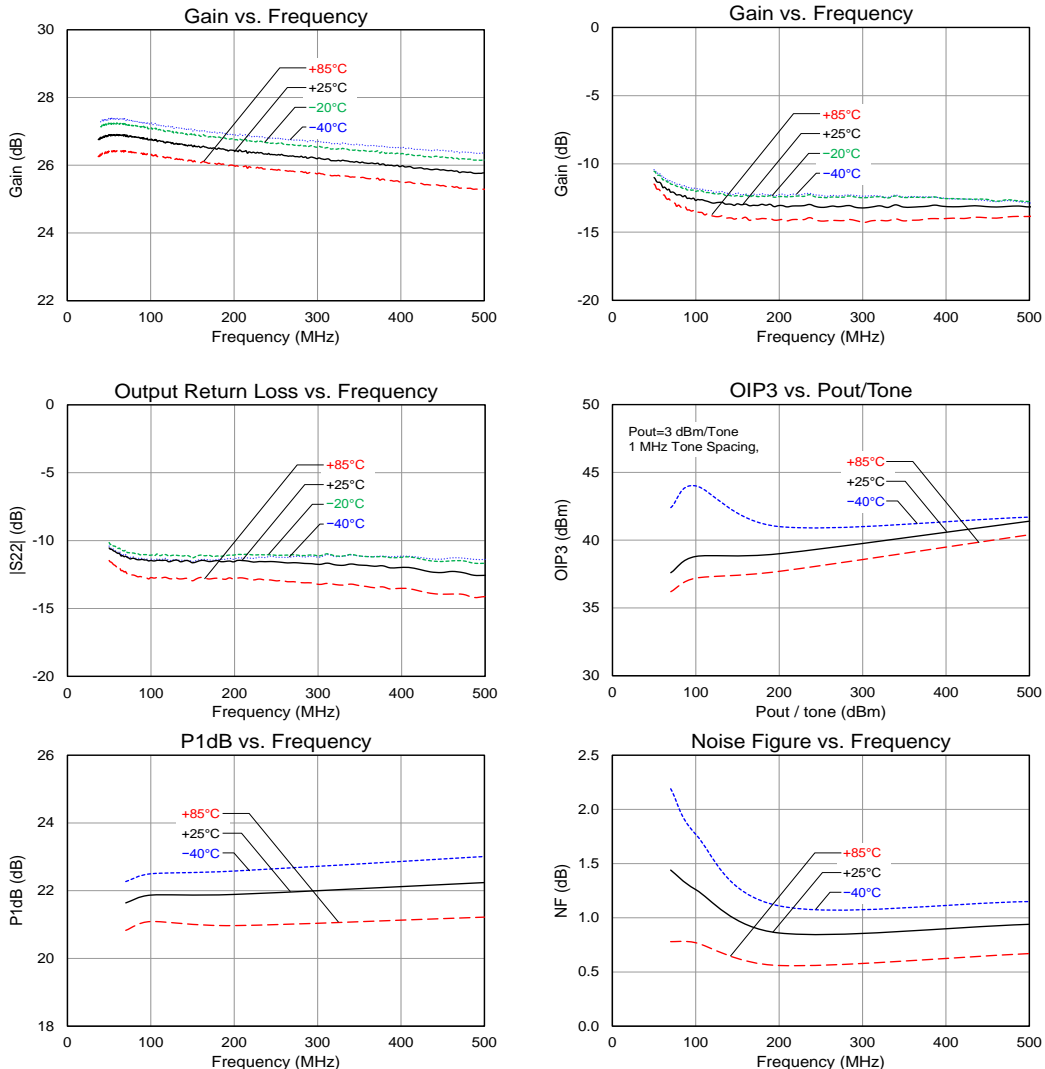 Gain vs. Frequency
30
28
26
24
22
Gain (dB)
+85°C
+25°C
−20°C
−40°C
0 100 200 300 400 500
Frequency (MHz)
Gain vs. Frequency
0
-5
-10
-15
-20
Gain (dB)
+85°C
+25°C
-20°C
−40°C
0 100 200 300 400 500
Frequency (MHz)
Output Return Loss vs. Frequency
0
-5
-10
-15
-20
|S22| (dB)
+85°C
+25°C
−20°C
−40°C
0 100 200 300 400 500
Frequency (MHz)
OIP3 vs. Pout/Tone
50
45
40
35
30
OIP3 (dBm)
Pout=3 dBm/Tone
1 MHz Tone Spacing,
+85°C
+25°C
−40°C
0 100 200 300 400 500
Pout / tone (dBm)
P1dB vs. Frequency
26
24
22
20
18
P1dB (dB)
+85°C
+25°C
−40°C
0 100 200 300 400 500
Frequency (MHz)
Noise Figure vs. Frequency
2.5
2.0
1.5
1.0
0.5
0.0
NF (dB)
+85°C
+25°C
−40°C
0 100 200 300 400 500
Frequency (MHz)